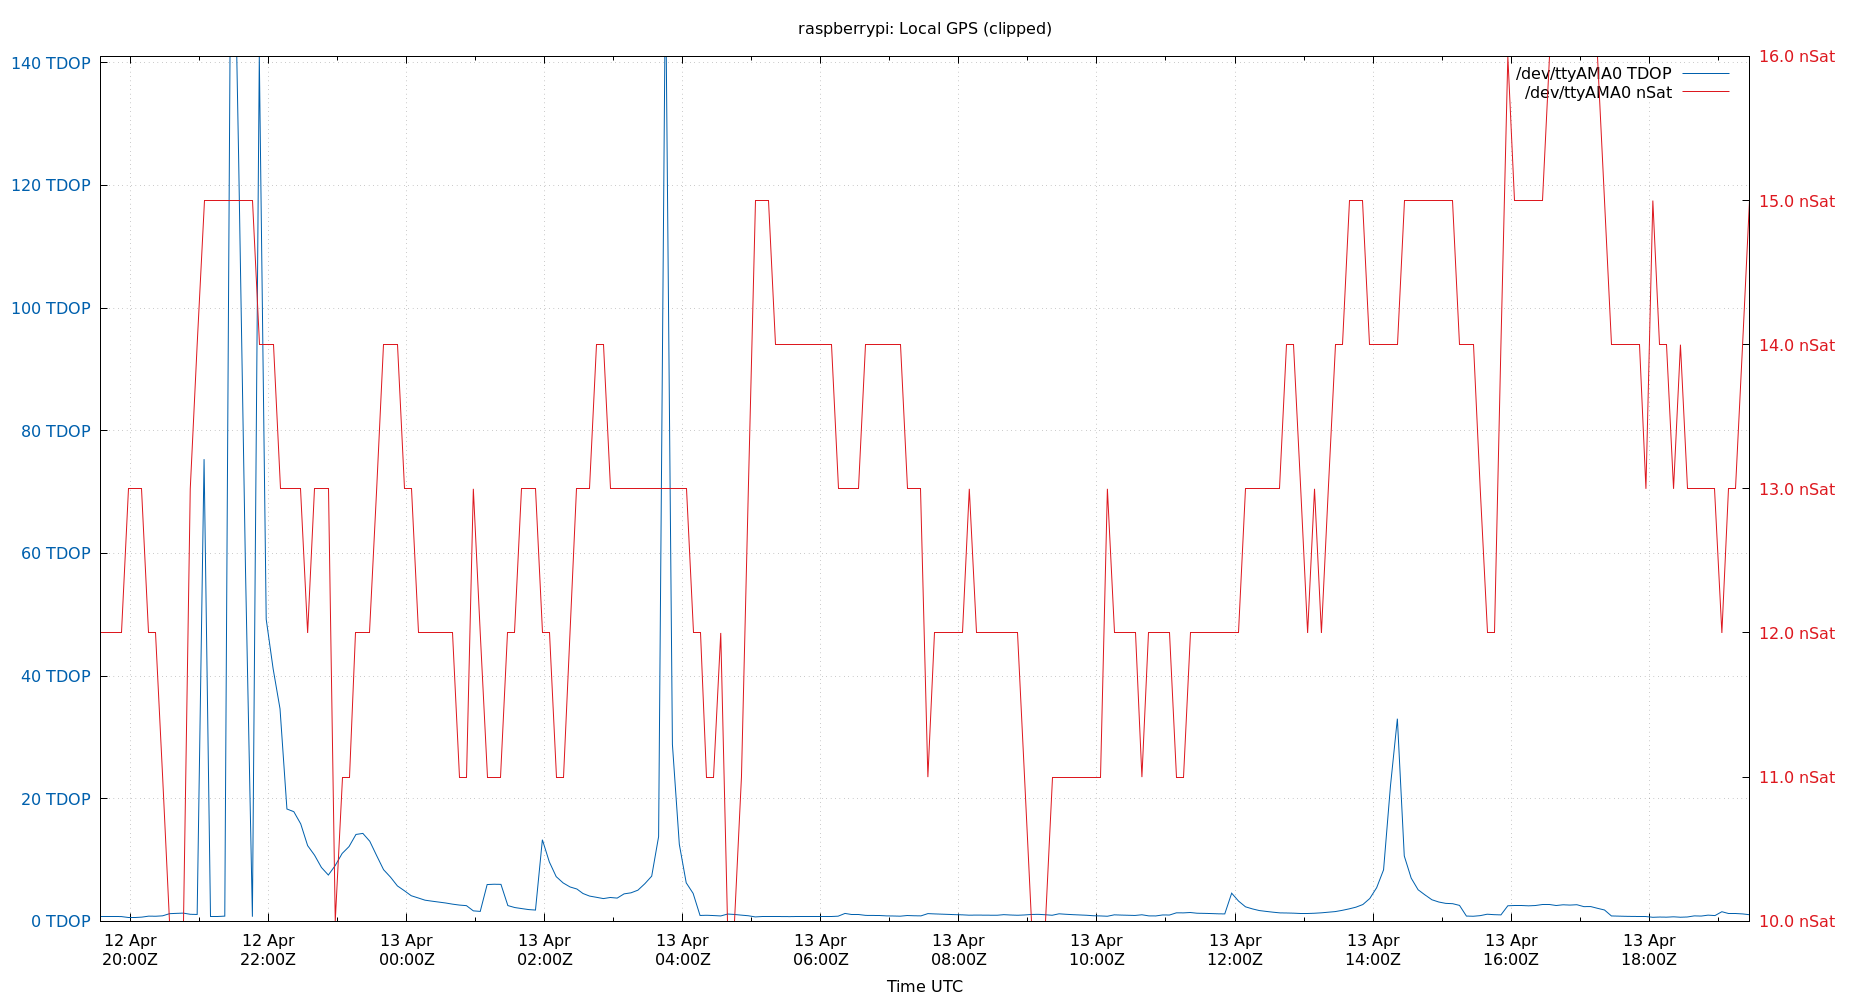 raspberrypi: Local GPS (clipped)
/dev/ttyAMA0 TDOP
/dev/ttyAMA0 nSat
140 TDOP
120 TDOP
100 TDOP
80 TDOP
60 TDOP
40 TDOP
20 TDOP
0 TDOP
16.0 nSat
15.0 nSat
14.0 nSat
13.0 nSat
12.0 nSat
11.0 nSat
10.0 nSat
12 Apr
20:00Z
12 Apr
22:00Z
13 Apr
00:00Z
13 Apr
02:00Z
13 Apr
04:00Z
13 Apr
06:00Z
13 Apr
08:00Z
13 Apr
10:00Z
13 Apr
12:00Z
13 Apr
14:00Z
13 Apr
16:00Z
13 Apr
18:00Z
Time UTC